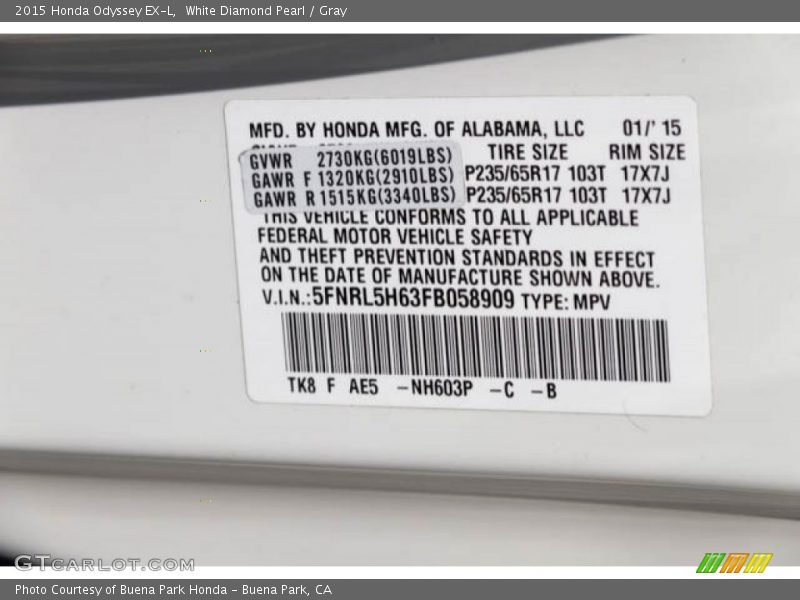 2015 Honda Odyssey EX-L, White Diamond Pearl / Gray
MFD. BY HONDA MFG. OF ALABAMA, LLC 01/'15
TIRE SIZE RIM SIZE
GVWR 2730KG(6019LBS)
GAWR F 1320KG(2910LBS) P235/65R17 103T 17X7J
GAWR R 1515KG(3340LBS) P235/65R17 103T 17X7J
THIS VEHICLE CONFORMS TO ALL APPLICABLE
FEDERAL MOTOR VEHICLE SAFETY
AND THEFT PREVENTION STANDARDS IN EFFECT
ON THE DATE OF MANUFACTURE SHOWN ABOVE.
V.I.N.:5FNRL5H63FB058909 TYPE: MPV
TK8 F AE5 -NH603P -C -B
GTCARLOT.COM
Photo Courtesy of Buena Park Honda - Buena Park, CA